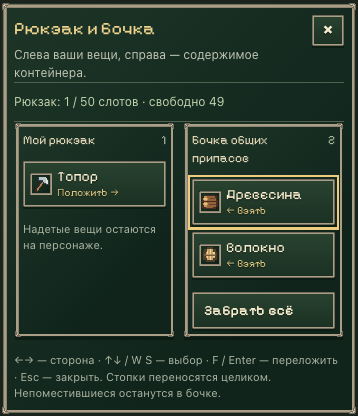 Рюкзак и бочка
×
Слева ваши вещи, справа — содержимое
контейнера.
Рюкзак: 1 / 50 слотов · свободно 49
Мой рюкзак 1
Топор
Положить →
Надетые вещи остаются
на персонаже.
Бочка общих 2
припасов
Древесина
← Взять
Волокно
← Взять
Забрать всё
←→ — сторона · ↑↓ / W S — выбор · F / Enter — переложить
· Esc — закрыть. Стопки переносятся целиком.
Непоместившиеся останутся в бочке.